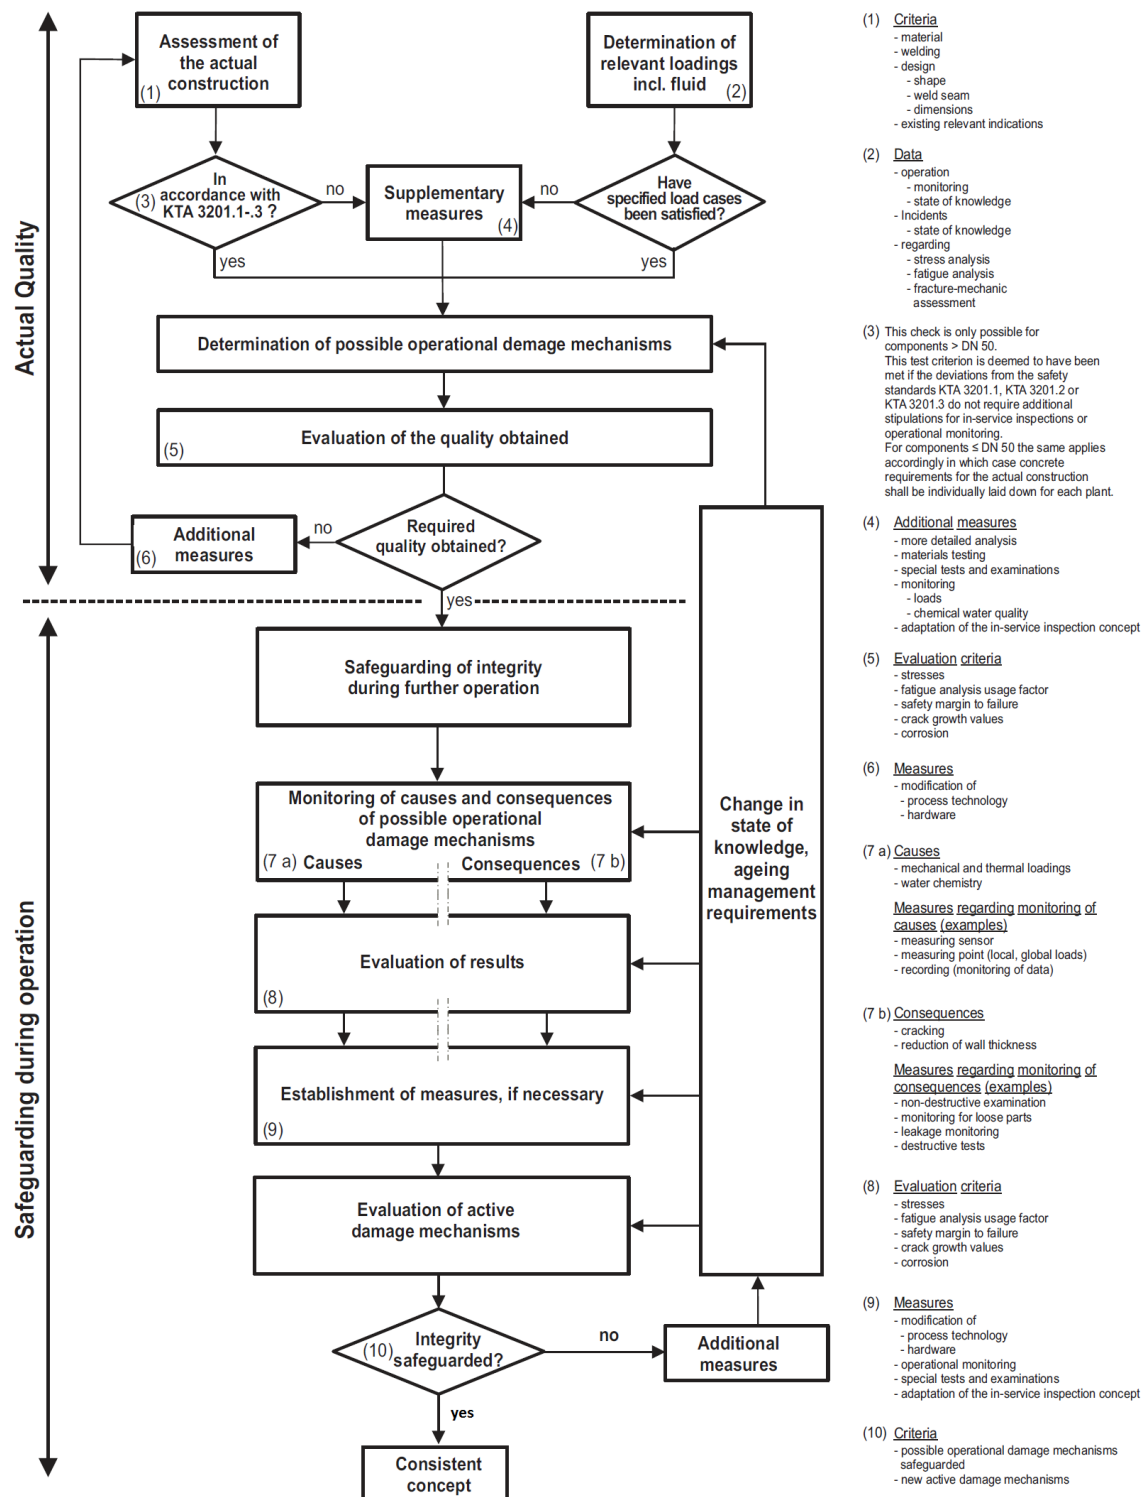 Actual Quality
Safeguarding during operation
Assessment of
the actual
construction
(1)
Determination of
relevant loadings
incl. fluid
(2)
In
accordance with
(3) KTA 3201.1-.3 ?
no
yes
Supplementary
measures
(4)
no
Have
specified load cases
been satisfied?
yes
Determination of possible operational demage mechanisms
Evaluation of the quality obtained
(5)
Required
quality obtained?
no
Additional
measures
(6)
yes
Safeguarding of integrity
during further operation
Monitoring of causes and consequences
of possible operational
damage mechanisms
(7 a) Causes
Consequences (7 b)
Evaluation of results
(8)
Establishment of measures, if necessary
(9)
Evaluation of active
damage mechanisms
Integrity
(10) safeguarded?
no
Additional
measures
yes
Consistent
concept
Change in
state of
knowledge,
ageing
management
requirements
(1) Criteria
- material
- welding
- design
- shape
- weld seam
- dimensions
- existing relevant indications
(2) Data
- operation
- monitoring
- state of knowledge
- Incidents
- state of knowledge
- regarding
- stress analysis
- fatigue analysis
- fracture-mechanic
assessment
(3) This check is only possible for
components > DN 50.
This test criterion is deemed to have been
met if the deviations from the safety
standards KTA 3201.1, KTA 3201.2 or
KTA 3201.3 do not require additional
stipulations for in-service inspections or
operational monitoring.
For components ≤ DN 50 the same applies
accordingly in which case concrete
requirements for the actual construction
shall be individually laid down for each plant.
(4) Additional measures
- more detailed analysis
- materials testing
- special tests and examinations
- monitoring
- loads
- chemical water quality
- adaptation of the in-service inspection concept
(5) Evaluation criteria
- stresses
- fatigue analysis usage factor
- safety margin to failure
- crack growth values
- corrosion
(6) Measures
- modification of
- process technology
- hardware
(7 a) Causes
- mechanical and thermal loadings
- water chemistry
Measures regarding monitoring of
causes (examples)
- measuring sensor
- measuring point (local, global loads)
- recording (monitoring of data)
(7 b) Consequences
- cracking
- reduction of wall thickness
Measures regarding monitoring of
consequences (examples)
- non-destructive examination
- monitoring for loose parts
- leakage monitoring
- destructive tests
(8) Evaluation criteria
- stresses
- fatigue analysis usage factor
- safety margin to failure
- crack growth values
- corrosion
(9) Measures
- modification of
- process technology
- hardware
- operational monitoring
- special tests and examinations
- adaptation of the in-service inspection concept
(10) Criteria
- possible operational damage mechanisms
safeguarded
- new active damage mechanisms